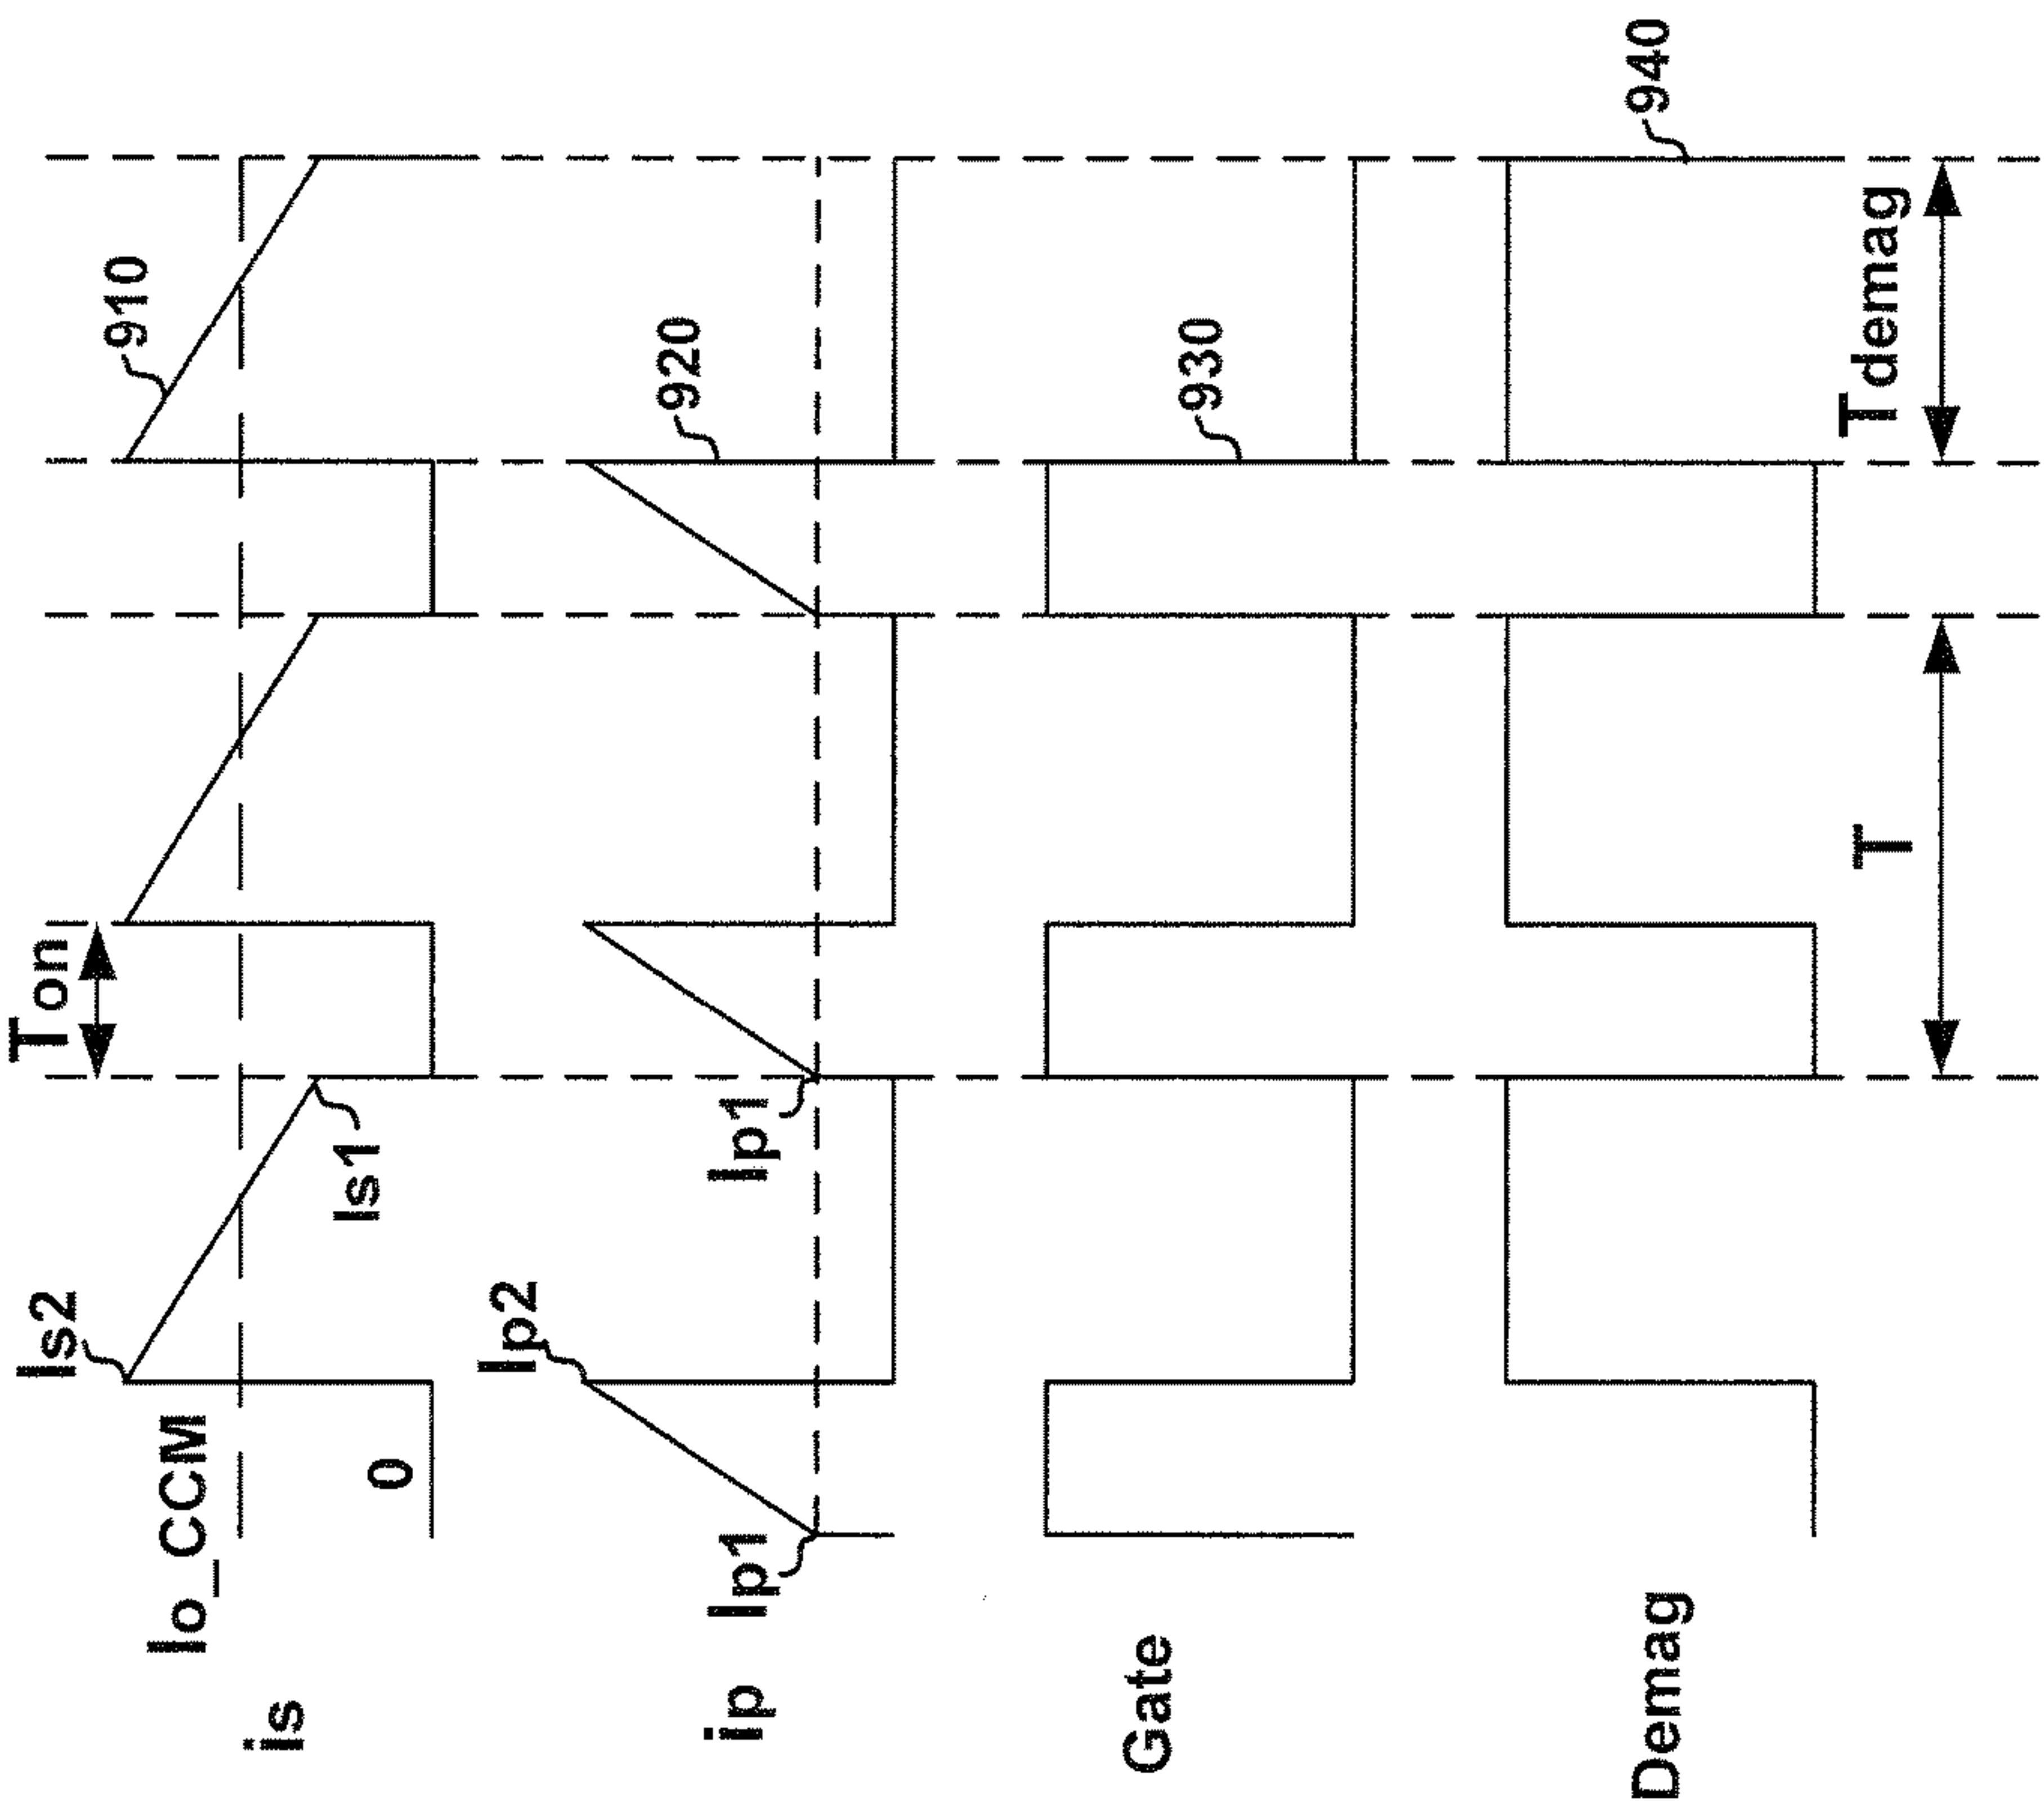 Ton
Is2
910
Io_CCM
Is1
is
0
Ip2
920
Ip1
Ip1
ip
930
Gate
940
Demag
T
Tdemag